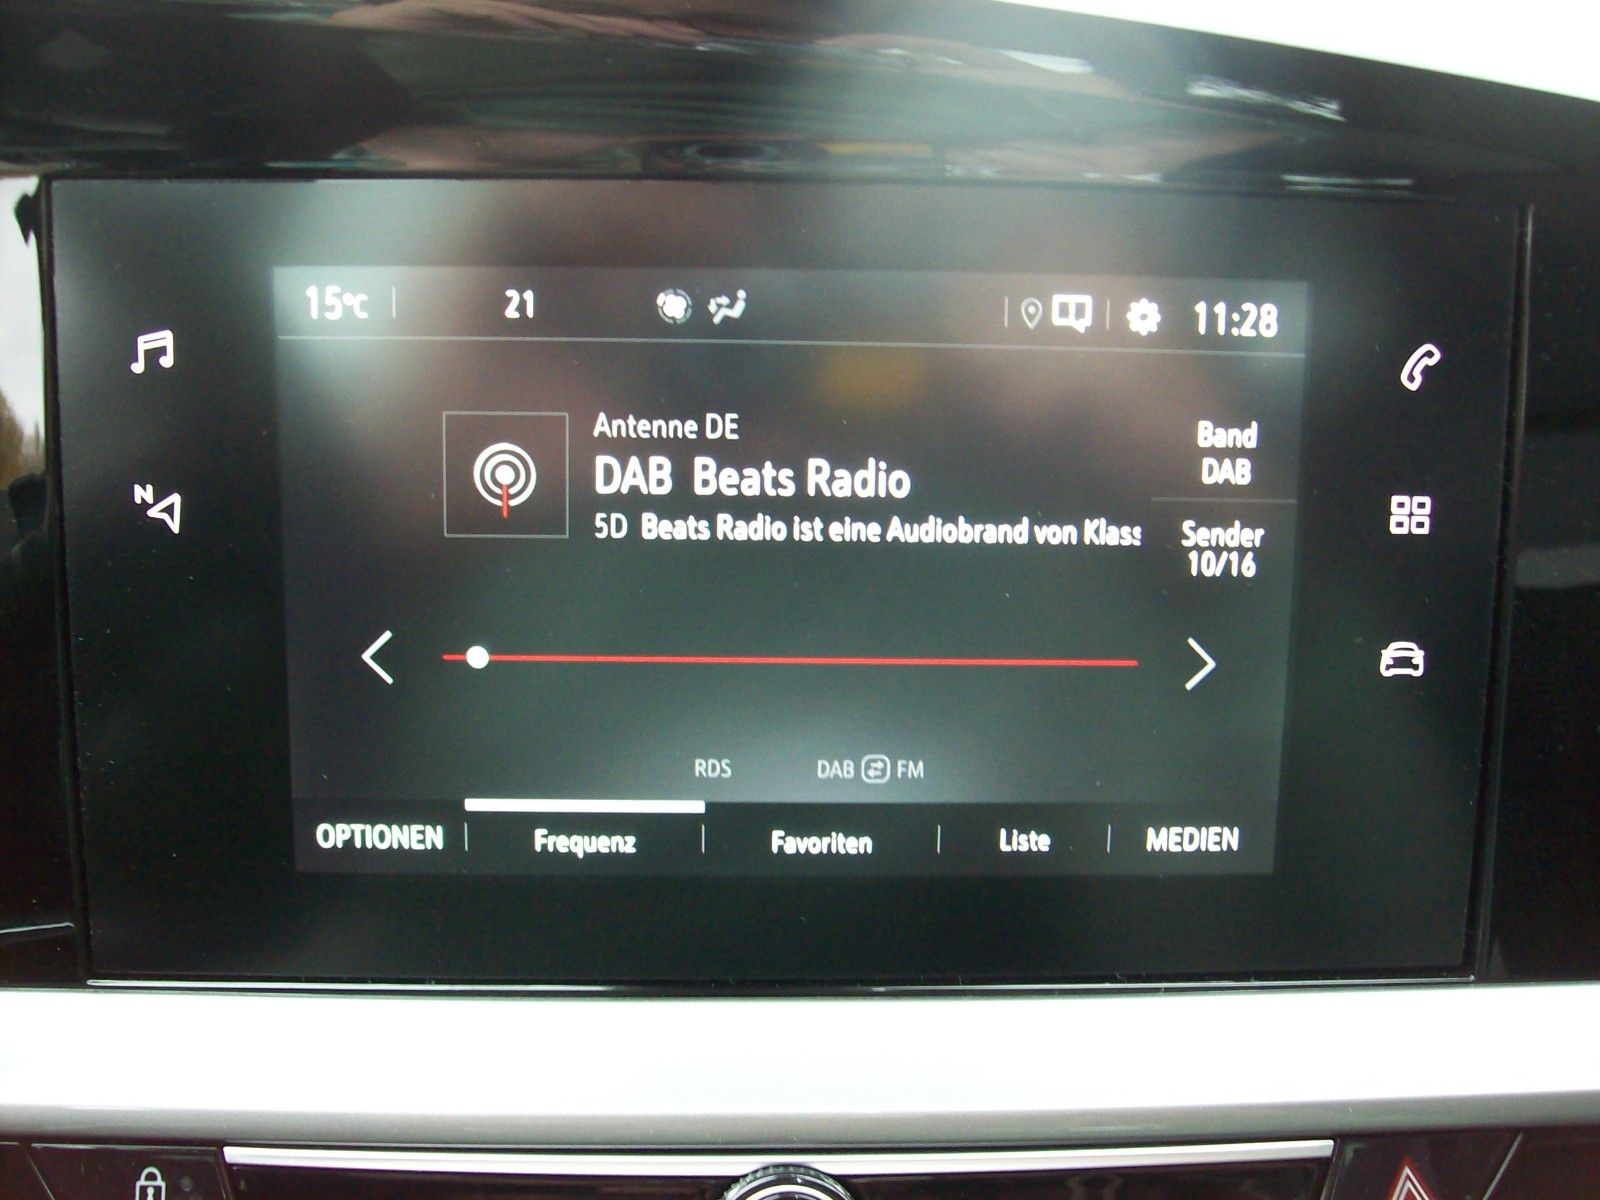 15°C 21 11:28
N
Antenne DE
DAB Beats Radio
5D Beats Radio ist eine Audiobrand von Klass
Band
DAB
Sender
10/16
RDS DAB FM
OPTIONEN Frequenz Favoriten Liste MEDIEN